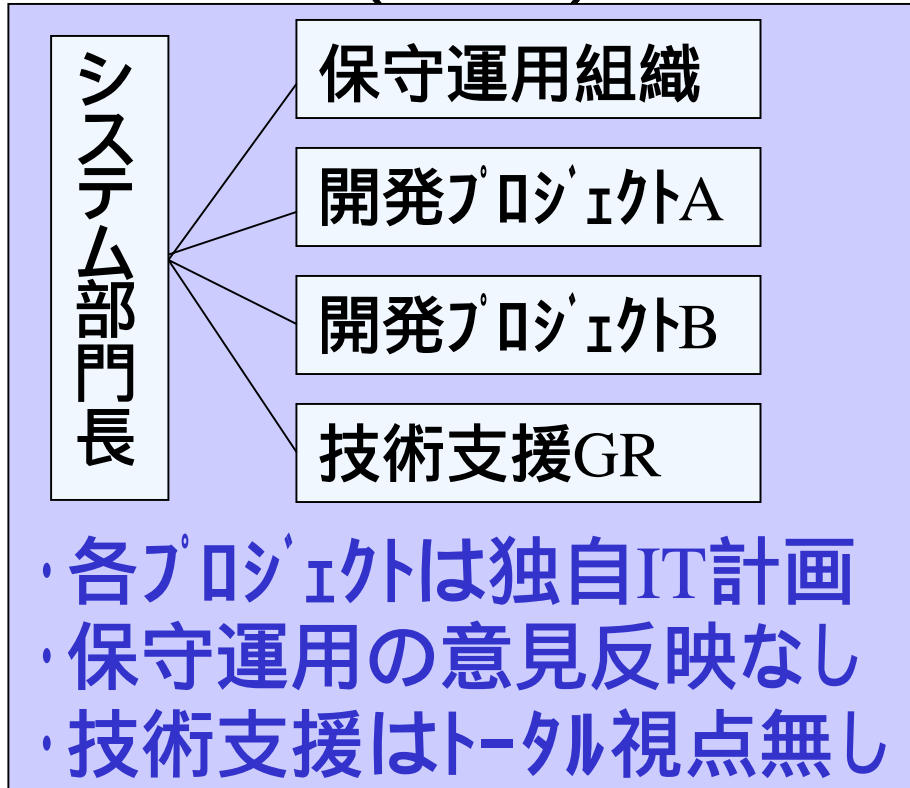 システム部門長
保守運用組織
開発プロジェクトA
開発プロジェクトB
技術支援GR
・各プロジェクトは独自IT計画
・保守運用の意見反映なし
・技術支援はトータル視点無し